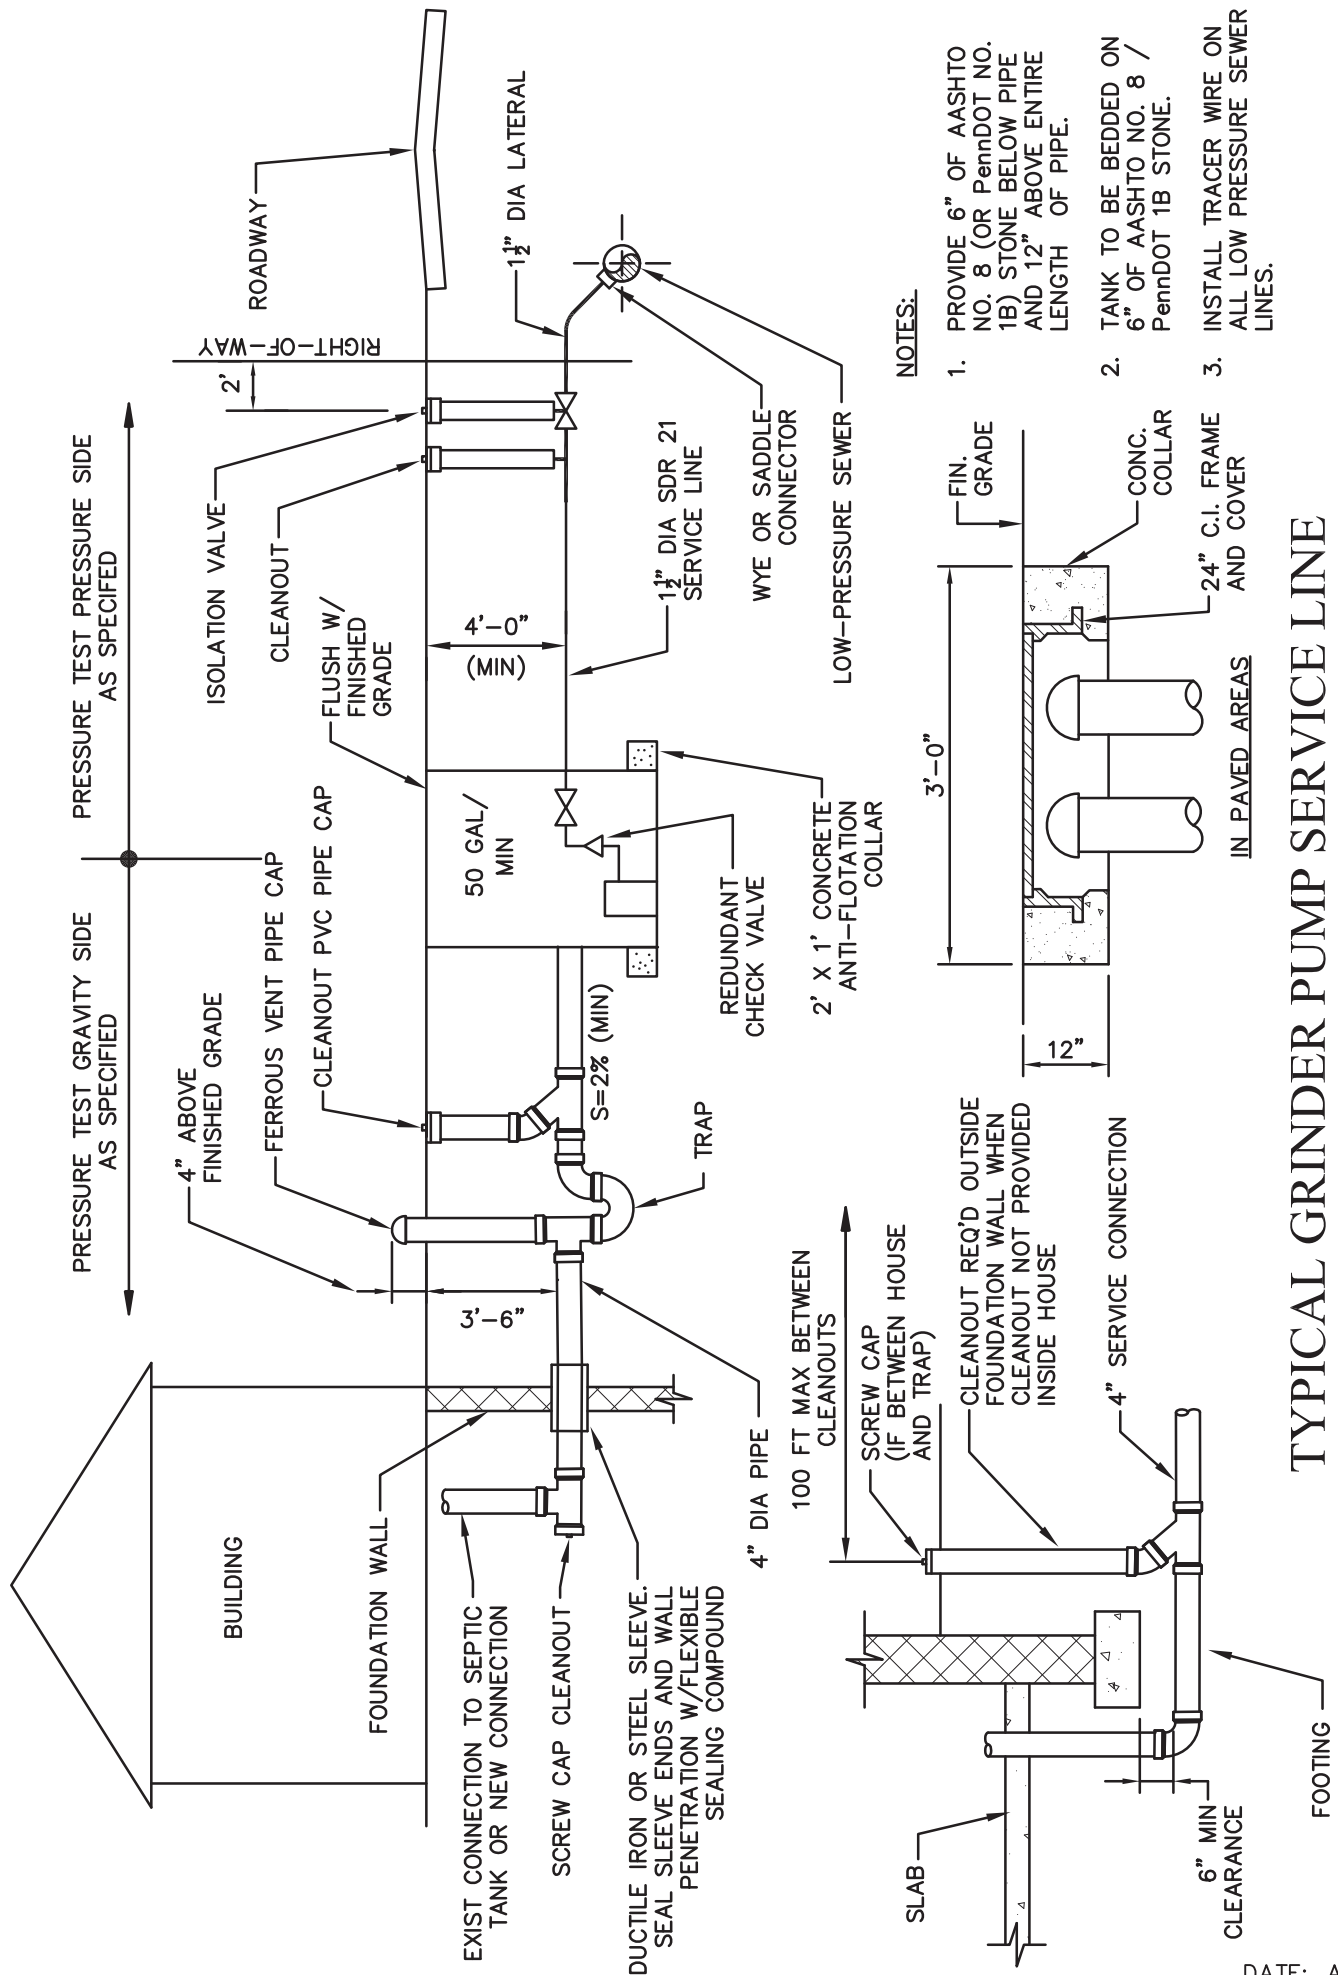 PRESSURE TEST GRAVITY SIDE
AS SPECIFIED
PRESSURE TEST PRESSURE SIDE
AS SPECIFED
4" ABOVE
FINISHED GRADE
FERROUS VENT PIPE CAP
CLEANOUT PVC PIPE CAP
FLUSH W/
FINISHED
GRADE
ISOLATION VALVE
CLEANOUT
2'
RIGHT-OF-WAY
ROADWAY
BUILDING
FOUNDATION WALL
3'-6"
50 GAL/
MIN
4'-0"
(MIN)
1½" DIA LATERAL
EXIST CONNECTION TO SEPTIC
TANK OR NEW CONNECTION
SCREW CAP CLEANOUT
DUCTILE IRON OR STEEL SLEEVE.
SEAL SLEEVE ENDS AND WALL
PENETRATION W/FLEXIBLE
SEALING COMPOUND
4" DIA PIPE
TRAP
S=2% (MIN)
REDUNDANT
CHECK VALVE
2' X 1' CONCRETE
ANTI-FLOTATION
COLLAR
1½" DIA SDR 21
SERVICE LINE
WYE OR SADDLE
CONNECTOR
LOW-PRESSURE SEWER
100 FT MAX BETWEEN
CLEANOUTS
SCREW CAP
(IF BETWEEN HOUSE
AND TRAP)
CLEANOUT REQ'D OUTSIDE
FOUNDATION WALL WHEN
CLEANOUT NOT PROVIDED
INSIDE HOUSE
4" SERVICE CONNECTION
SLAB
6" MIN
CLEARANCE
FOOTING
3'-0"
12"
FIN.
GRADE
CONC.
COLLAR
24" C.I. FRAME
AND COVER
IN PAVED AREAS
NOTES:
1. PROVIDE 6" OF AASHTO
NO. 8 (OR PennDOT NO.
1B) STONE BELOW PIPE
AND 12" ABOVE ENTIRE
LENGTH OF PIPE.
2. TANK TO BE BEDDED ON
6" OF AASHTO NO. 8 /
PennDOT 1B STONE.
3. INSTALL TRACER WIRE ON
ALL LOW PRESSURE SEWER
LINES.
TYPICAL GRINDER PUMP SERVICE LINE
DATE: A